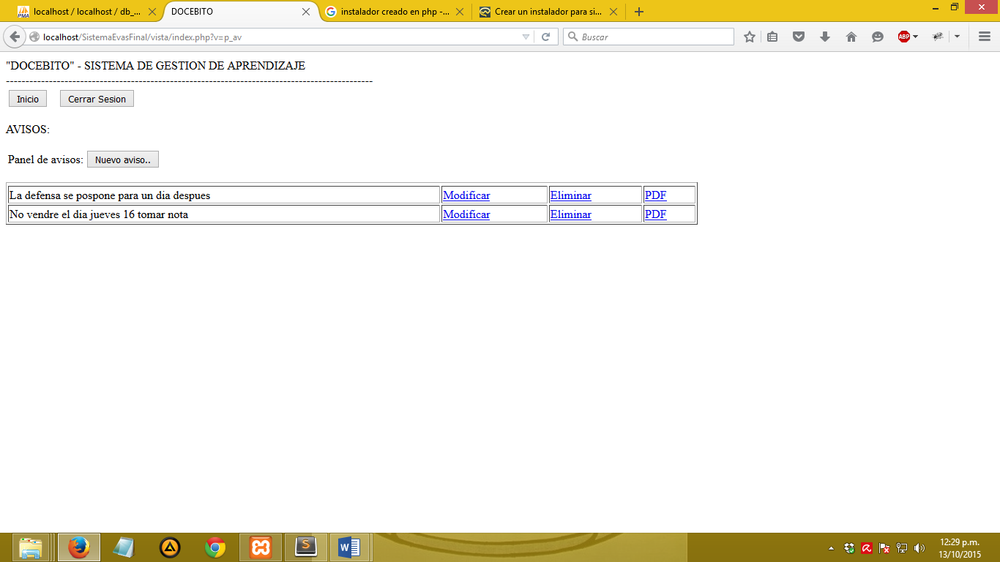 localhost / localhost / db_...
DOCEBITO
instalador creado en php -...
Crear un instalador para si...
localhost/SistemaEvasFinal/vista/index.php?v=p_av
Buscar
ABP
"DOCEBITO" - SISTEMA DE GESTION DE APRENDIZAJE
Inicio
Cerrar Sesion
AVISOS:
Panel de avisos: Nuevo aviso..
La defensa se pospone para un dia despues Modificar Eliminar PDF
No vendre el dia jueves 16 tomar nota Modificar Eliminar PDF
12:29 p.m.
13/10/2015